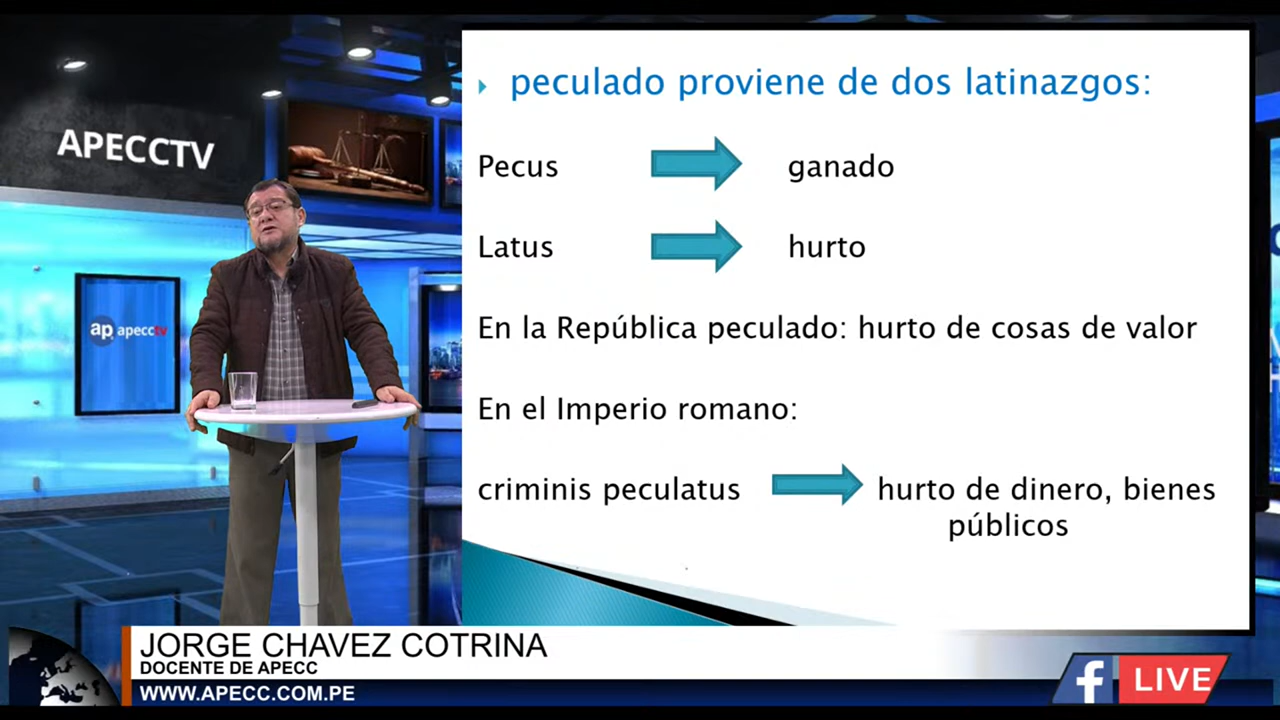 APECCTV
ap apecctv
peculado proviene de dos latinazgos:
Pecus ganado
Latus hurto
En la República peculado: hurto de cosas de valor
En el Imperio romano:
criminis peculatus hurto de dinero, bienes
públicos
JORGE CHAVEZ COTRINA
DOCENTE DE APECC
WWW.APECC.COM.PE
f LIVE